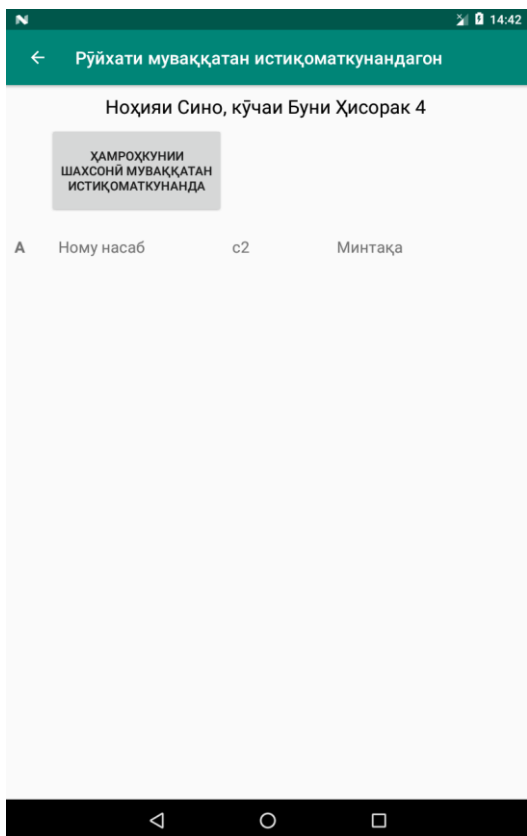 14:42
Рӯйхати муваққатан истиқоматкунандагон
Ноҳияи Сино, кӯчаи Буни Ҳисорак 4
ҲАМРОҲКУНИИ
ШАХСОНӢ МУВАҚҚАТАН
ИСТИҚОМАТКУНАНДА
А Ному насаб с2 Минтақа